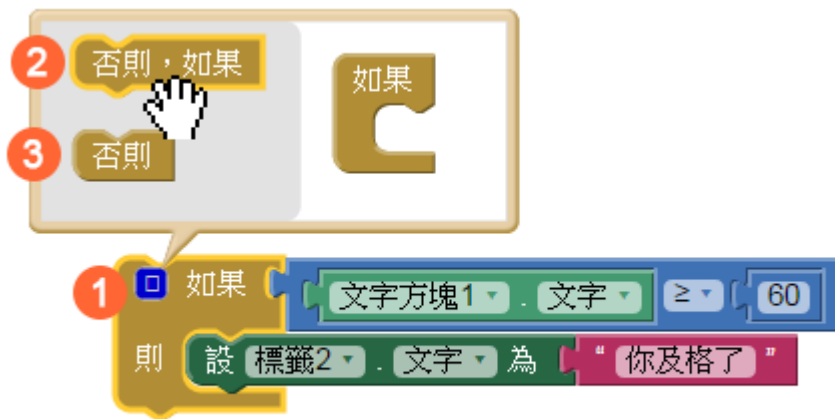 2 否則，如果
如果
3 否則
1 如果 文字方塊1 . 文字 ≥ 60
則 設 標籤2 . 文字 為 “ 你及格了 ”